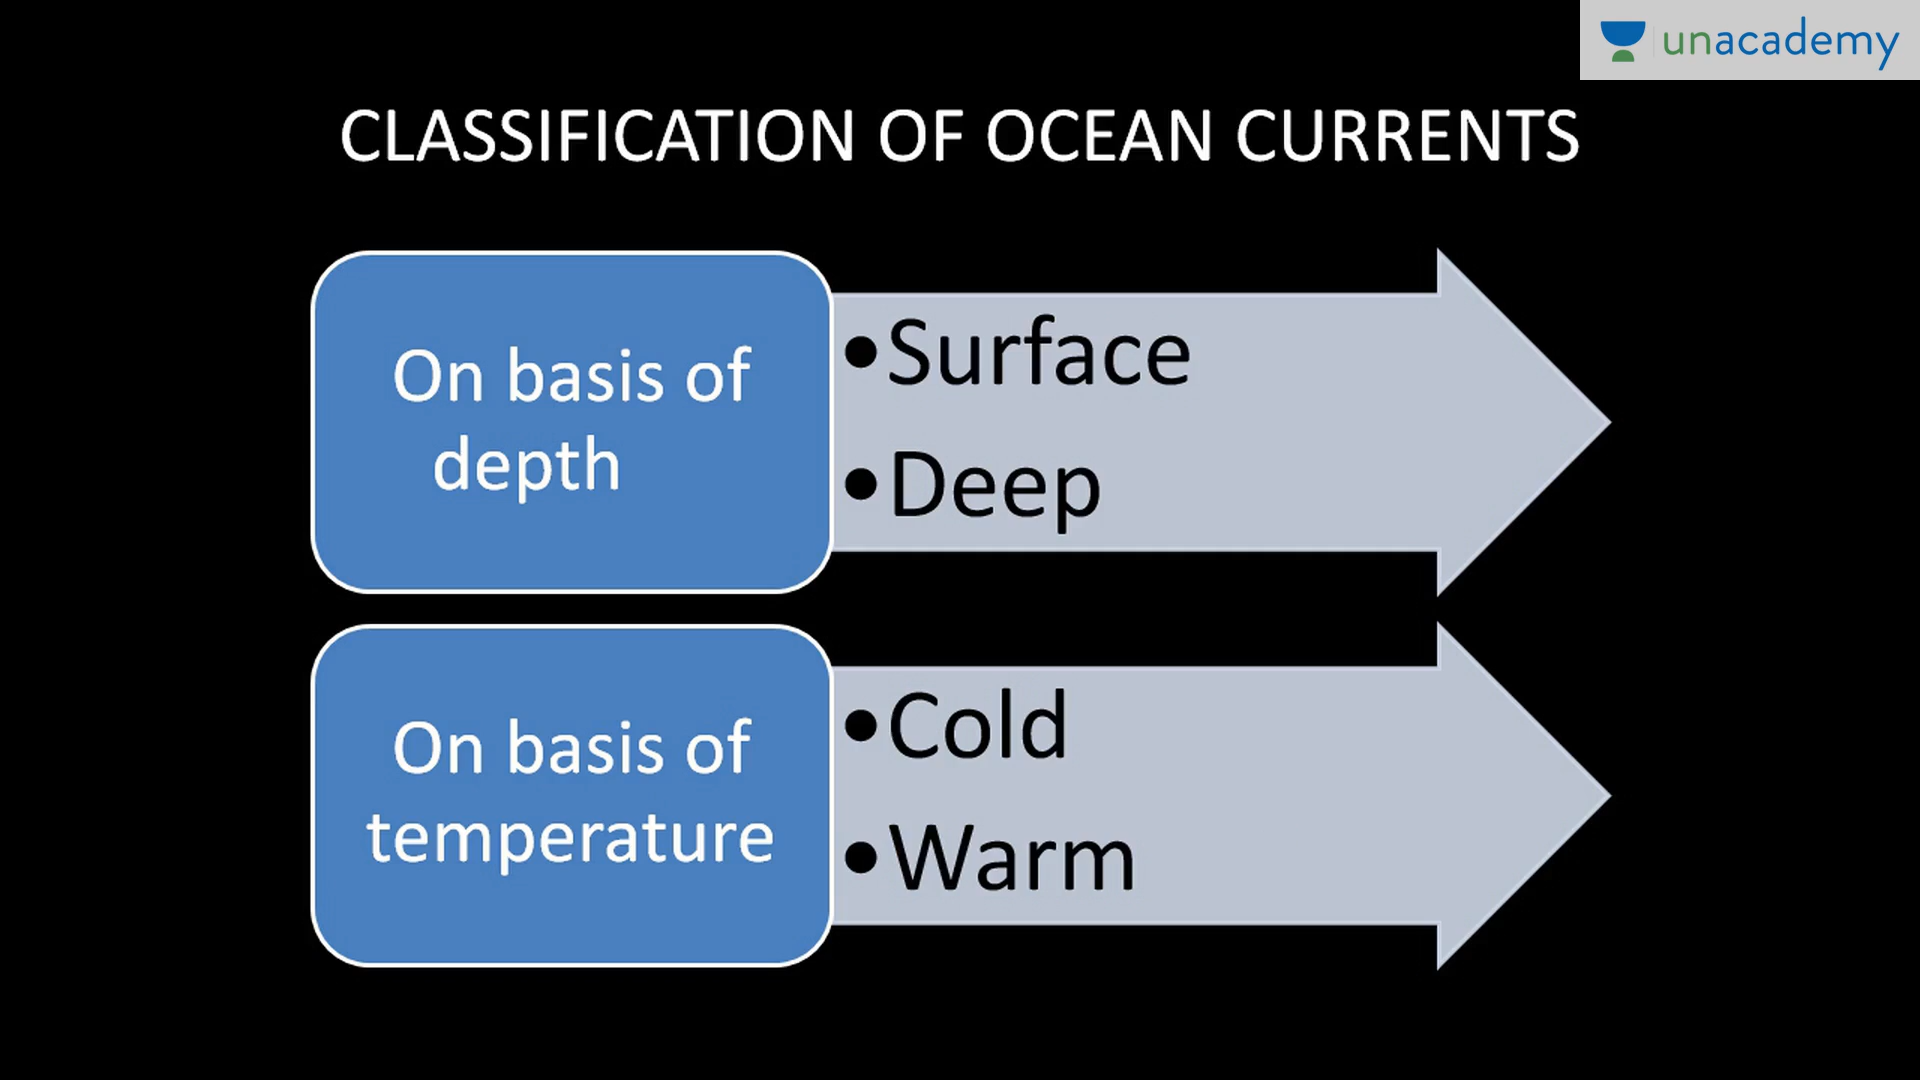 unacademy
CLASSIFICATION OF OCEAN CURRENTS
On basis of
depth
•Surface
•Deep
On basis of
temperature
•Cold
•Warm